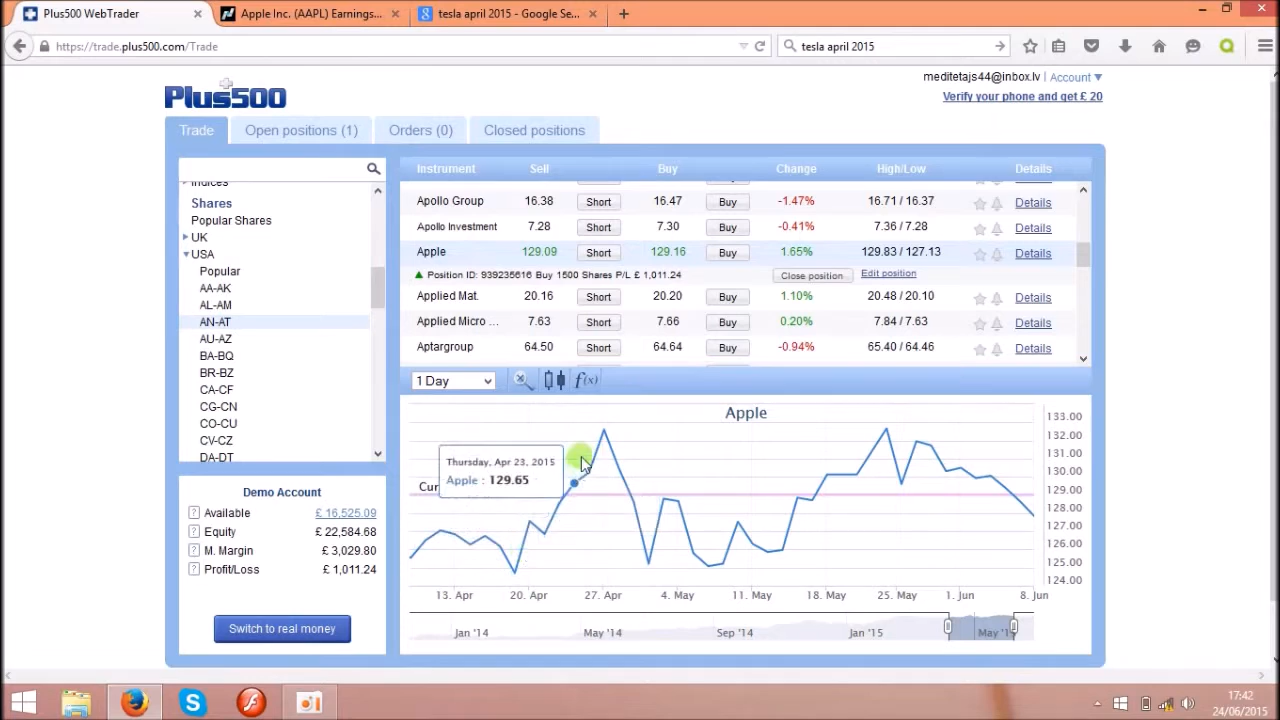 Plus500 WebTrader
Apple Inc. (AAPL) Earnings...
tesla april 2015 - Google Se...
https://trade.plus500.com/Trade
tesla april 2015
meditetajs44@inbox.lv
Account
Plus500
Verify your phone and get £ 20
Trade
Open positions (1)
Orders (0)
Closed positions
Indices
Shares
Popular Shares
UK
USA
Popular
AA-AK
AL-AM
AN-AT
AU-AZ
BA-BQ
BR-BZ
CA-CF
CG-CN
CO-CU
CV-CZ
DA-DT
Instrument Sell Buy Change High/Low Details
Apollo Group 16.38 Short 16.47 Buy -1.47% 16.71 / 16.37 Details
Apollo Investment 7.28 Short 7.30 Buy -0.41% 7.36 / 7.28 Details
Apple 129.09 Short 129.16 Buy 1.65% 129.83 / 127.13 Details
Position ID: 939235616 Buy 1500 Shares P/L £ 1,011.24 Close position Edit position
Applied Mat. 20.16 Short 20.20 Buy 1.10% 20.48 / 20.10 Details
Applied Micro ... 7.63 Short 7.66 Buy 0.20% 7.84 / 7.63 Details
Aptargroup 64.50 Short 64.64 Buy -0.94% 65.40 / 64.46 Details
1 Day f(x)
Apple
Thursday, Apr 23, 2015
Apple : 129.65
Cur
133.00
132.00
131.00
130.00
129.00
128.00
127.00
126.00
125.00
124.00
13. Apr 20. Apr 27. Apr 4. May 11. May 18. May 25. May 1. Jun 8. Jun
Jan '14 May '14 Sep '14 Jan '15 May '15
Demo Account
? Available £ 16,525.09
? Equity £ 22,584.68
? M. Margin £ 3,029.80
? Profit/Loss £ 1,011.24
Switch to real money
17:42
24/06/2015